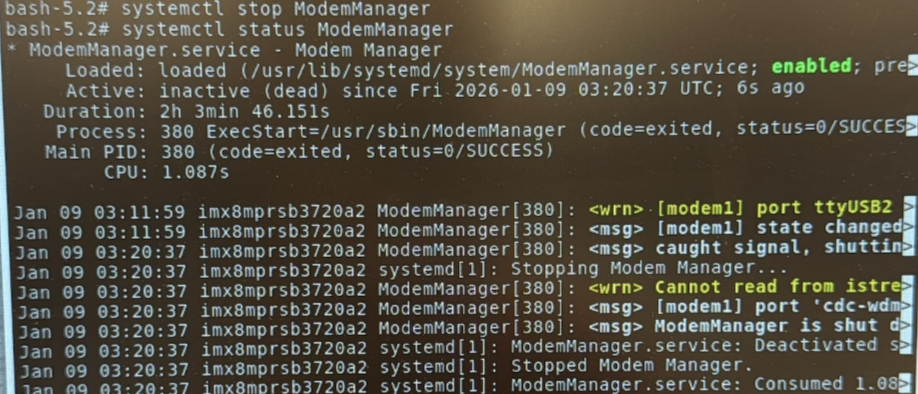 bash-5.2# systemctl stop ModemManager
bash-5.2# systemctl status ModemManager
* ModemManager.service - Modem Manager
Loaded: loaded (/usr/lib/systemd/system/ModemManager.service; enabled; pre>
Active: inactive (dead) since Fri 2026-01-09 03:20:37 UTC; 6s ago
Duration: 2h 3min 46.151s
Process: 380 ExecStart=/usr/sbin/ModemManager (code=exited, status=0/SUCCES>
Main PID: 380 (code=exited, status=0/SUCCESS)
CPU: 1.087s
Jan 09 03:11:59 imx8mprsb3720a2 ModemManager[380]: <wrn> [modem1] port ttyUSB2 >
Jan 09 03:11:59 imx8mprsb3720a2 ModemManager[380]: <msg> [modem1] state changed>
Jan 09 03:20:37 imx8mprsb3720a2 ModemManager[380]: <msg> caught signal, shuttin>
Jan 09 03:20:37 imx8mprsb3720a2 systemd[1]: Stopping Modem Manager...
Jan 09 03:20:37 imx8mprsb3720a2 ModemManager[380]: <wrn> Cannot read from istre>
Jan 09 03:20:37 imx8mprsb3720a2 ModemManager[380]: <msg> [modem1] port 'cdc-wdm>
Jan 09 03:20:37 imx8mprsb3720a2 ModemManager[380]: <msg> ModemManager is shut d>
Jan 09 03:20:37 imx8mprsb3720a2 systemd[1]: ModemManager.service: Deactivated s>
Jan 09 03:20:37 imx8mprsb3720a2 systemd[1]: Stopped Modem Manager.
Jan 09 03:20:37 imx8mprsb3720a2 systemd[1]: ModemManager.service: Consumed 1.08>